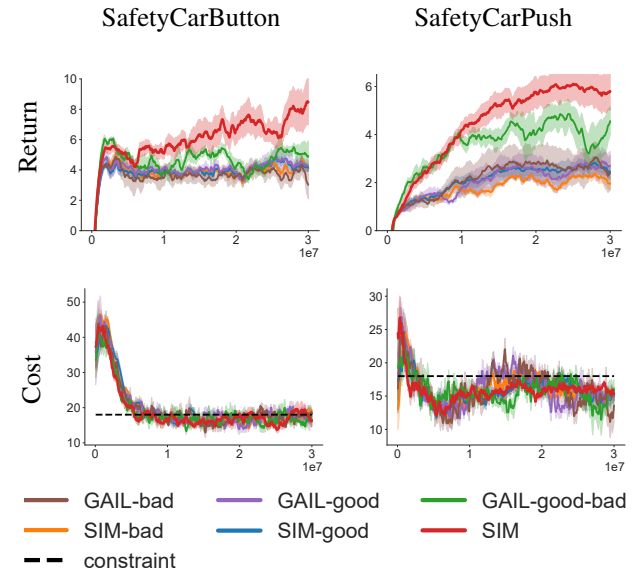 SafetyCarButton SafetyCarPush
Return
10
8
6
4
2
0
0 1 2 3
1e7
6
4
2
0
0 1 2 3
1e7
Cost
50
40
30
20
10
0 1 2 3
1e7
30
25
20
15
10
0 1 2 3
1e7
GAIL-bad GAIL-good GAIL-good-bad
SIM-bad SIM-good SIM
constraint